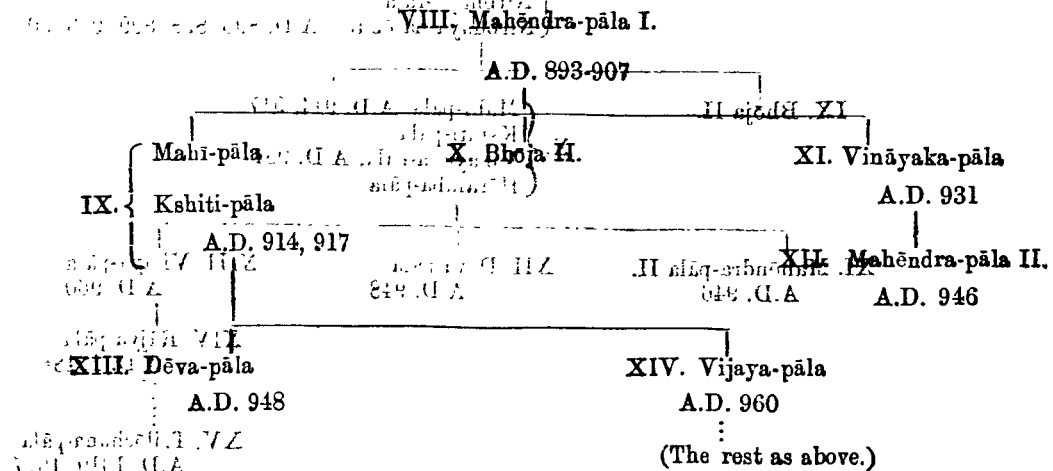 VIII. Mahēndra-pāla I.
A.D. 893-907
Mahī-pāla X. Bhōja II. XI. Vināyaka-pāla
A.D. 931
IX. { Kshiti-pāla
A.D. 914, 917 XII. Mahēndra-pāla II.
A.D. 946
XIII. Dēva-pāla XIV. Vijaya-pāla
A.D. 948 A.D. 960
(The rest as above.)